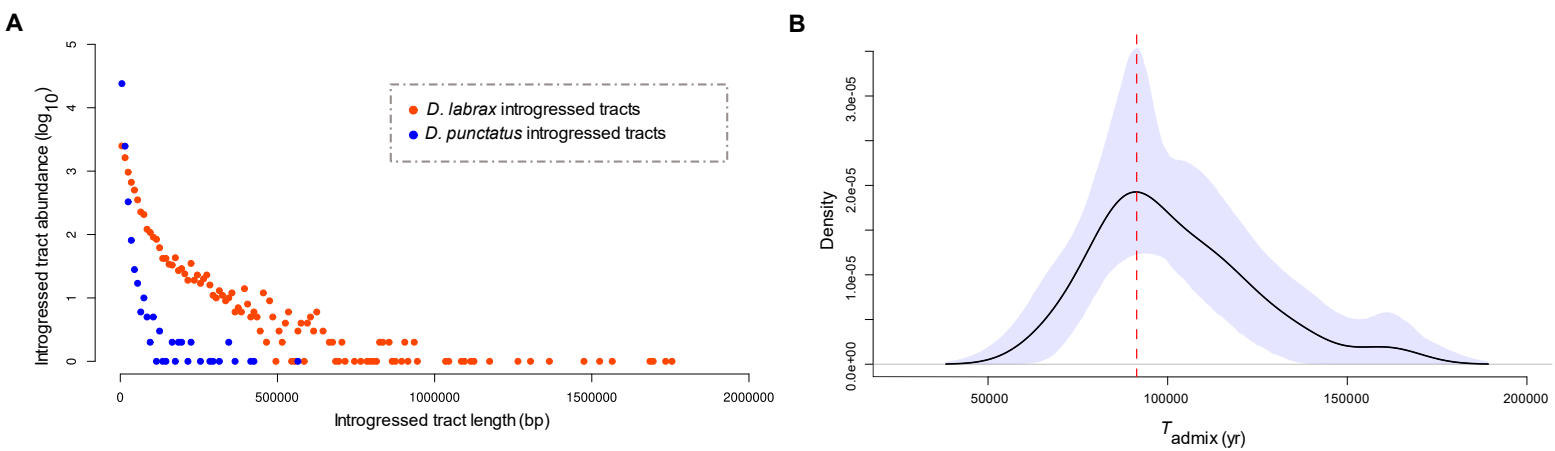 A
Introgressed tract abundance (log10)
5
4
3
2
1
0
D. labrax introgressed tracts
D. punctatus introgressed tracts
0 500000 1000000 1500000 2000000
Introgressed tract length (bp)
B
Density
3.0e-05
2.0e-05
1.0e-05
0.0e+00
50000 100000 150000 200000
Tadmix (yr)